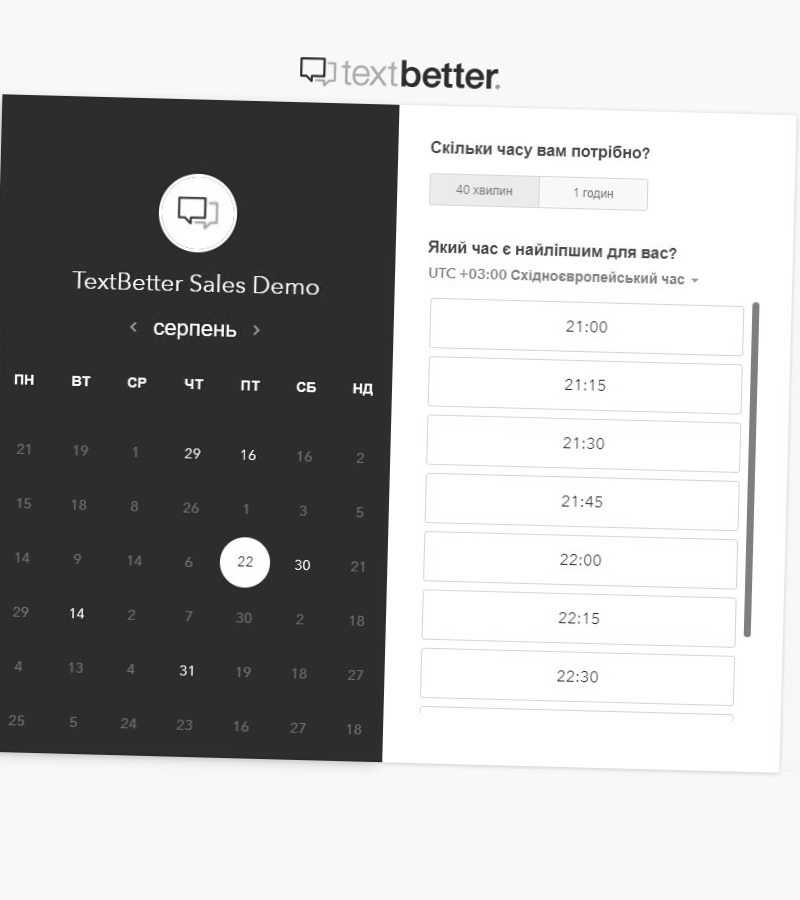 textbetter.
TextBetter Sales Demo
серпень
ПН ВТ СР ЧТ ПТ СБ НД
21 19 1 29 16 16 2
15 18 8 26 1 3 5
14 9 14 6 22 30 21
29 14 2 7 30 2 18
4 13 4 31 19 18 27
25 5 24 23 16 27 18
Скільки часу вам потрібно?
40 хвилин 1 годин
Який час є найліпшим для вас?
UTC +03:00 Східноєвропейський час
21:00
21:15
21:30
21:45
22:00
22:15
22:30